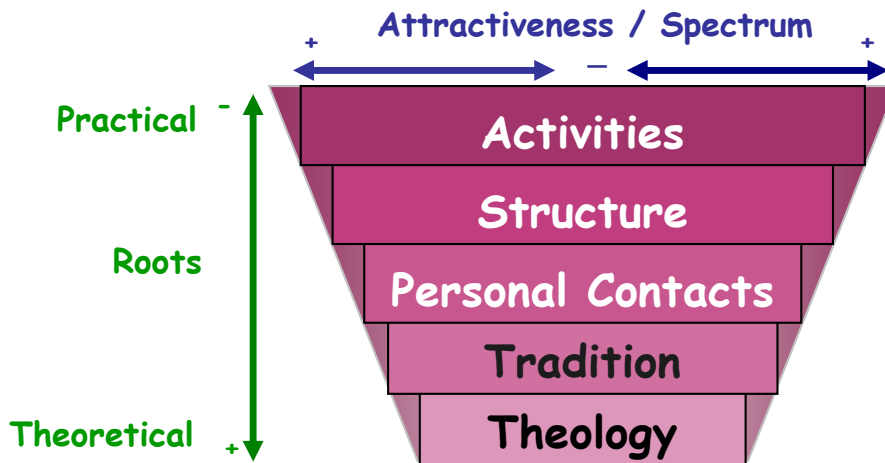 Attractiveness / Spectrum
+ – +
Practical -
Activities
Structure
Roots
Personal Contacts
Tradition
Theoretical +
Theology